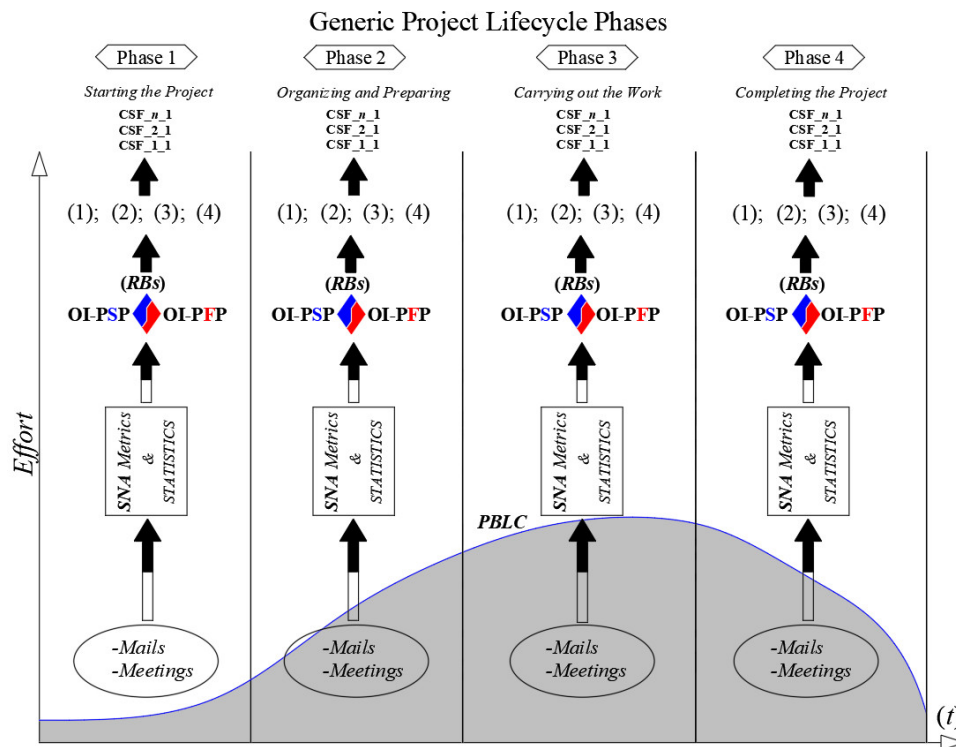 Generic Project Lifecycle Phases
Phase 1
Phase 2
Phase 3
Phase 4
Starting the Project
Organizing and Preparing
Carrying out the Work
Completing the Project
CSF_n_1
CSF_2_1
CSF_1_1
CSF_n_1
CSF_2_1
CSF_1_1
CSF_n_1
CSF_2_1
CSF_1_1
CSF_n_1
CSF_2_1
CSF_1_1
(1); (2); (3); (4)
(1); (2); (3); (4)
(1); (2); (3); (4)
(1); (2); (3); (4)
(RBs)
(RBs)
(RBs)
(RBs)
OI-PSP OI-PFP
OI-PSP OI-PFP
OI-PSP OI-PFP
OI-PSP OI-PFP
Effort
SNA Metrics
&
STATISTICS
SNA Metrics
&
STATISTICS
SNA Metrics
&
STATISTICS
SNA Metrics
&
STATISTICS
PBLC
-Mails
-Meetings
-Mails
-Meetings
-Mails
-Meetings
-Mails
-Meetings
(t)